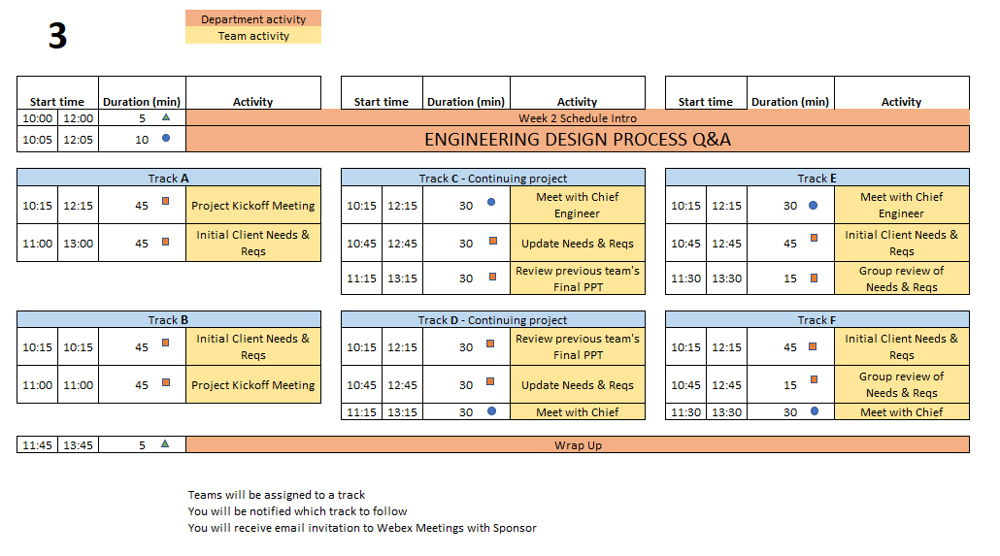 3
Department activity
Team activity
Start time Duration (min) Activity Start time Duration (min) Activity Start time Duration (min) Activity
10:00 12:00 5 Week 2 Schedule Intro
10:05 12:05 10 ENGINEERING DESIGN PROCESS Q&A
Track A
10:15 12:15 45 Project Kickoff Meeting
11:00 13:00 45 Initial Client Needs &
Reqs
Track C - Continuing project
10:15 12:15 30 Meet with Chief
Engineer
10:45 12:45 30 Update Needs & Reqs
11:15 13:15 30 Review previous team's
Final PPT
Track E
10:15 12:15 30 Meet with Chief
Engineer
10:45 12:45 45 Initial Client Needs &
Reqs
11:30 13:30 15 Group review of
Needs & Reqs
Track B
10:15 10:15 45 Initial Client Needs &
Reqs
11:00 11:00 45 Project Kickoff Meeting
Track D - Continuing project
10:15 12:15 30 Review previous team's
Final PPT
10:45 12:45 30 Update Needs & Reqs
11:15 13:15 30 Meet with Chief
Track F
10:15 12:15 45 Initial Client Needs &
Reqs
10:45 12:45 15 Group review of
Needs & Reqs
11:30 13:30 30 Meet with Chief
11:45 13:45 5 Wrap Up
Teams will be assigned to a track
You will be notified which track to follow
You will receive email invitation to Webex Meetings with Sponsor